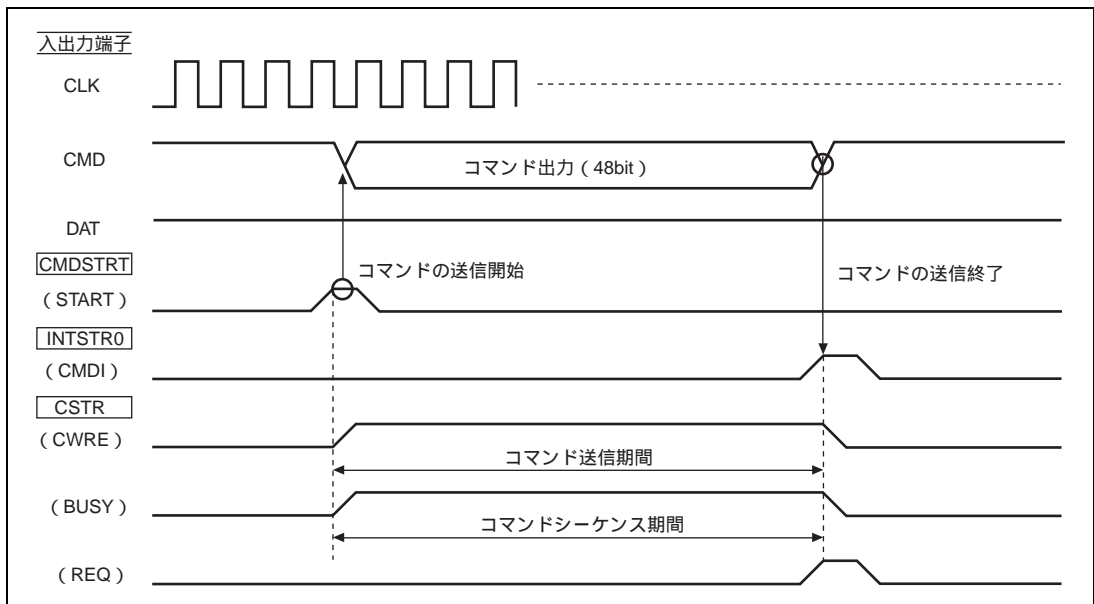 入出力端子
CLK
CMD
コマンド出力（48bit）
DAT
CMDSTRT
コマンドの送信開始
コマンドの送信終了
（START）
INTSTR0
（CMDI）
CSTR
（CWRE）
コマンド送信期間
（BUSY）
コマンドシーケンス期間
（REQ）